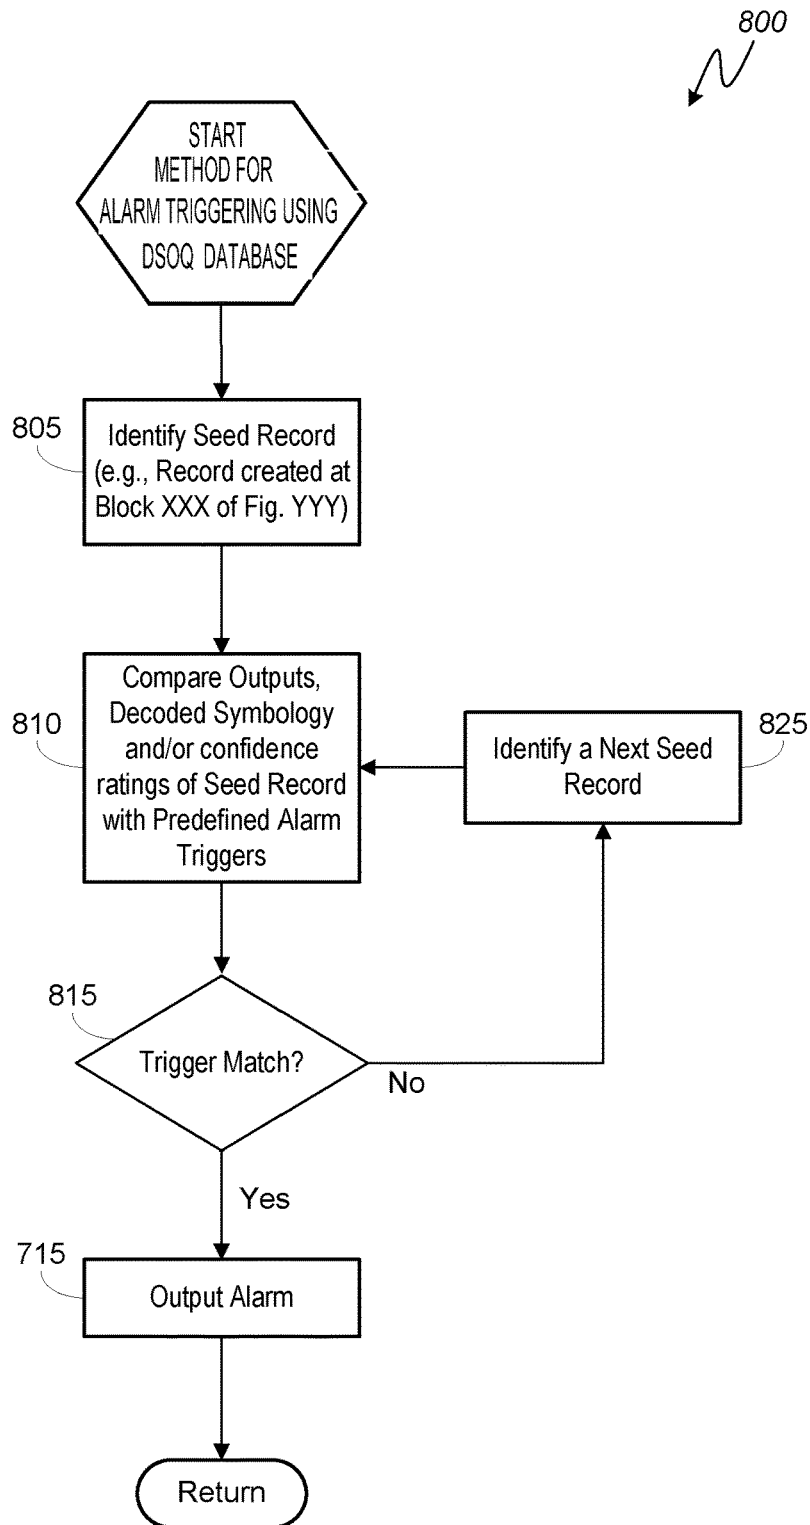 800
START
METHOD FOR
ALARM TRIGGERING USING
DSOQ DATABASE
805
Identify Seed Record
(e.g., Record created at
Block XXX of Fig. YYY)
810
Compare Outputs,
Decoded Symbology
and/or confidence
ratings of Seed Record
with Predefined Alarm
Triggers
Identify a Next Seed
Record
825
815
Trigger Match?
No
Yes
715
Output Alarm
Return